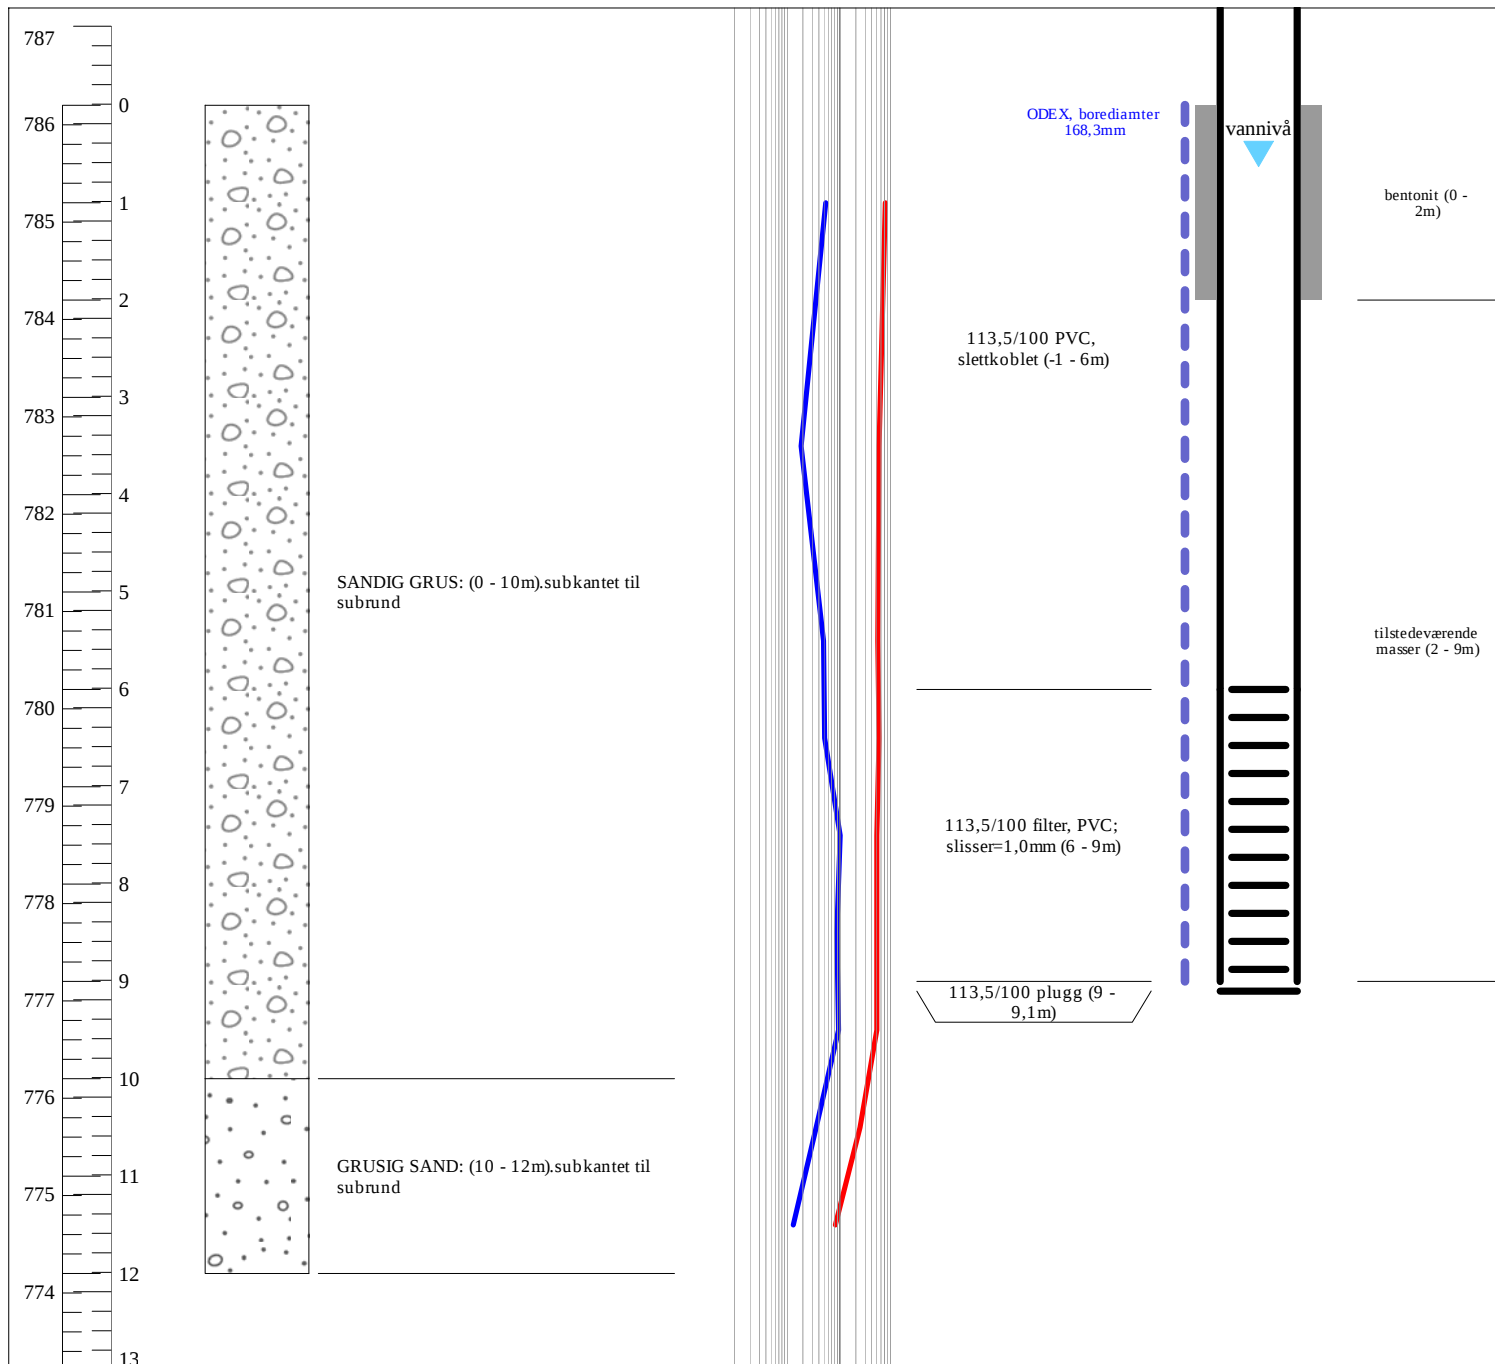 787
786
785
784
783
782
781
780
779
778
777
776
775
774
0
1
2
3
4
5
6
7
8
9
10
11
12
13
SANDIG GRUS: (0 - 10m).subkantet til
subrund
GRUSIG SAND: (10 - 12m).subkantet til
subrund
ODEX, borediamter
168,3mm
113,5/100 PVC,
slettkoblet (-1 - 6m)
113,5/100 filter, PVC;
slisser=1,0mm (6 - 9m)
113,5/100 plugg (9 -
9,1m)
vannivå
bentonit (0 -
2m)
tilstedeværende
masser (2 - 9m)